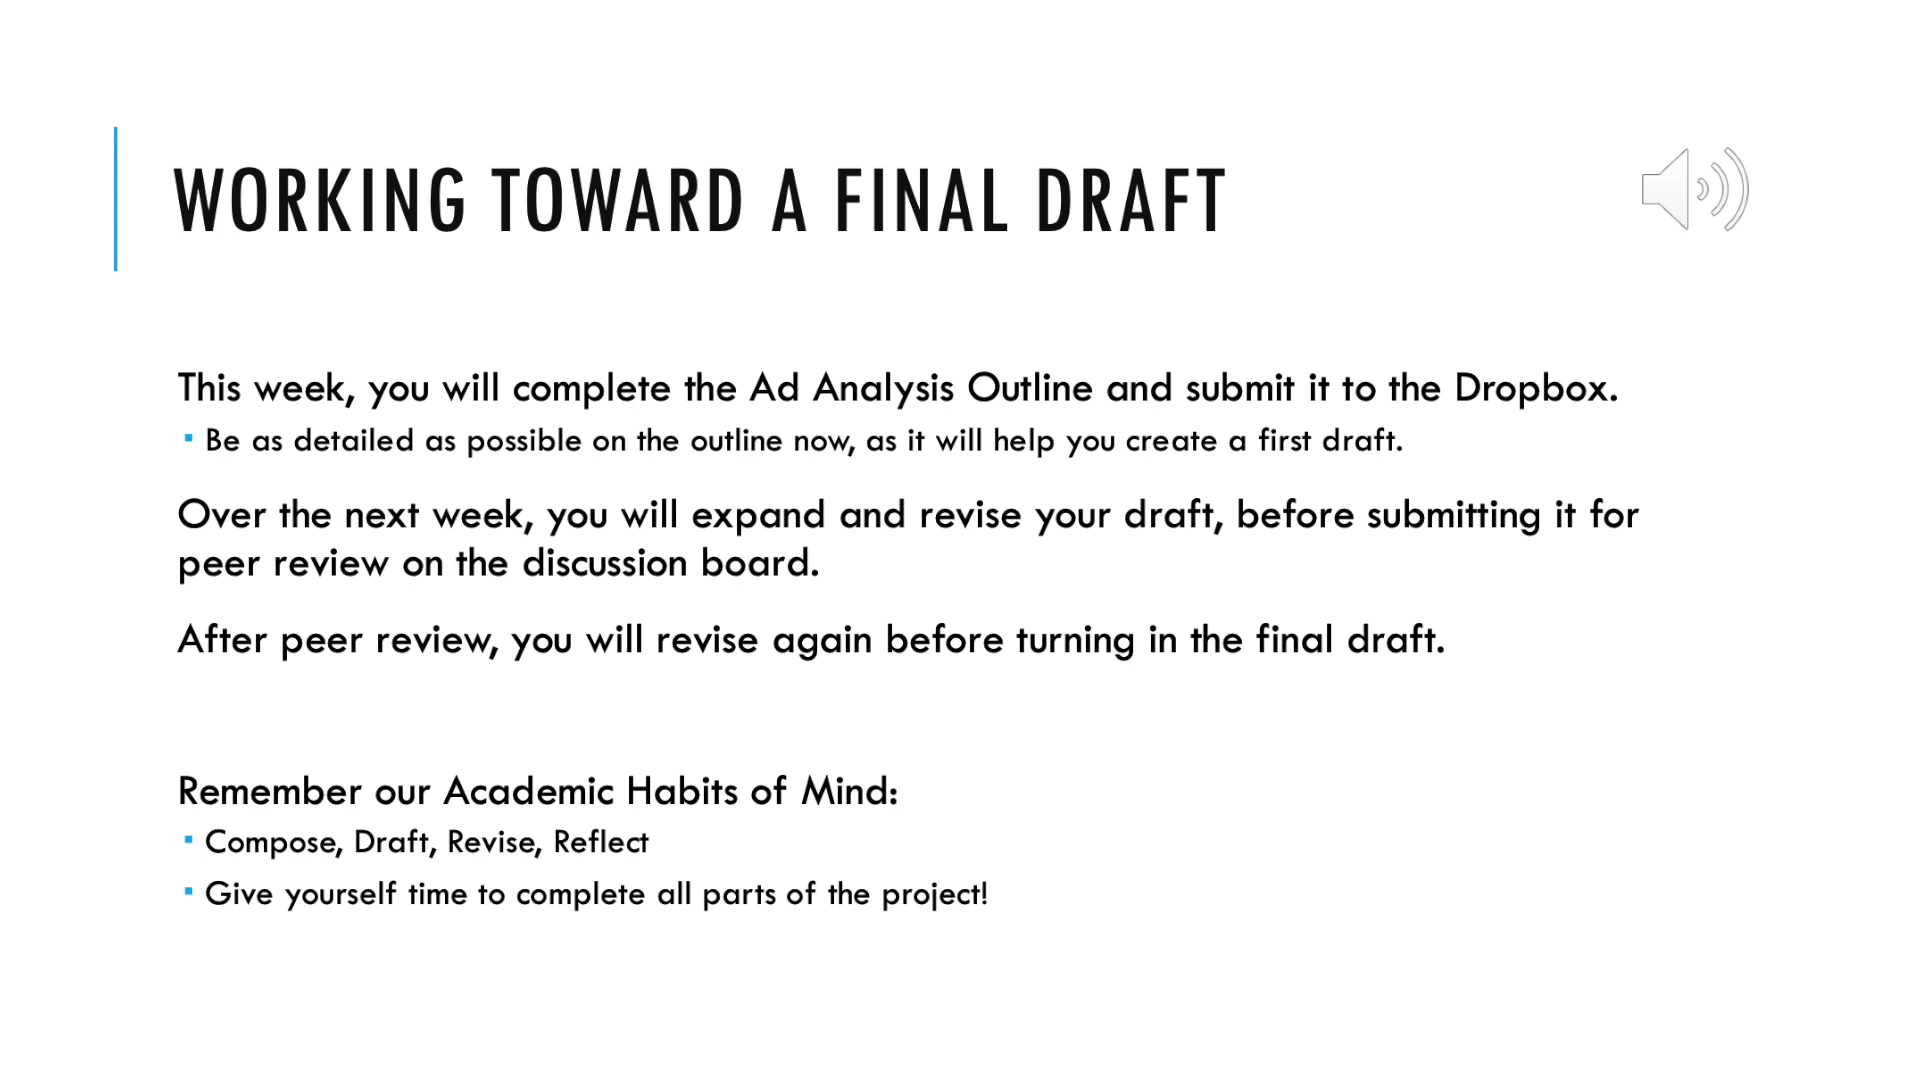 WORKING TOWARD A FINAL DRAFT
This week, you will complete the Ad Analysis Outline and submit it to the Dropbox.
▪ Be as detailed as possible on the outline now, as it will help you create a first draft.
Over the next week, you will expand and revise your draft, before submitting it for
peer review on the discussion board.
After peer review, you will revise again before turning in the final draft.
Remember our Academic Habits of Mind:
▪ Compose, Draft, Revise, Reflect
▪ Give yourself time to complete all parts of the project!